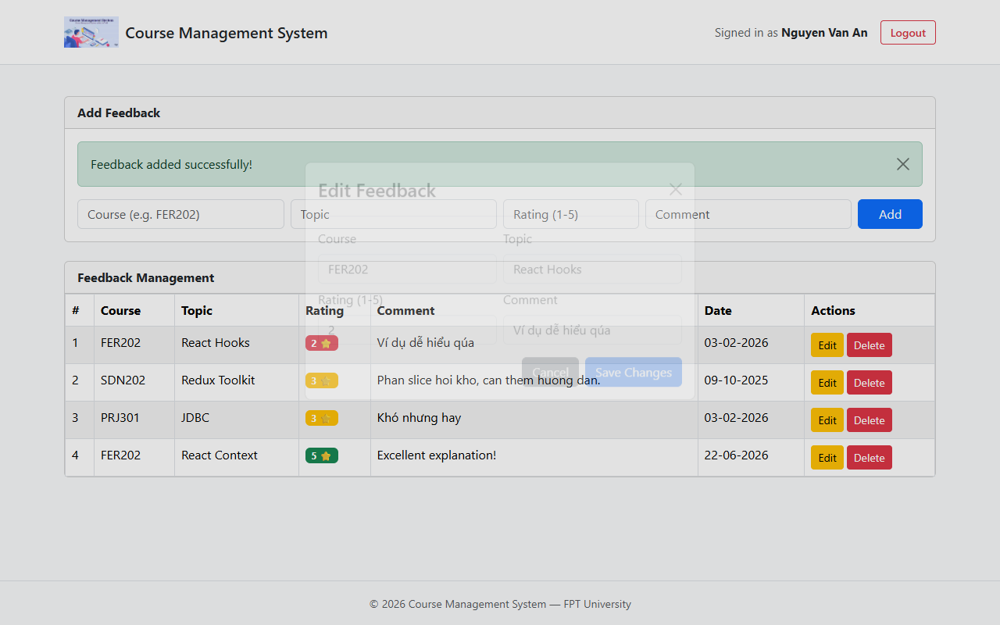 Course Management System
Signed in as Nguyen Van An
Logout
Add Feedback
Feedback added successfully!
Course (e.g. FER202)
Topic
Rating (1-5)
Comment
Add
Edit Feedback
Course
Topic
FER202
React Hooks
Rating (1-5)
Comment
2
Ví dụ dễ hiểu qúa
Cancel
Save Changes
Feedback Management
# Course Topic Rating Comment Date Actions
1 FER202 React Hooks 2 ⭐ Ví dụ dễ hiểu qúa 03-02-2026 Edit Delete
2 SDN202 Redux Toolkit 3 ⭐ Phan slice hoi kho, can them huong dan. 09-10-2025 Edit Delete
3 PRJ301 JDBC 3 ⭐ Khó nhưng hay 03-02-2026 Edit Delete
4 FER202 React Context 5 ⭐ Excellent explanation! 22-06-2026 Edit Delete
© 2026 Course Management System — FPT University